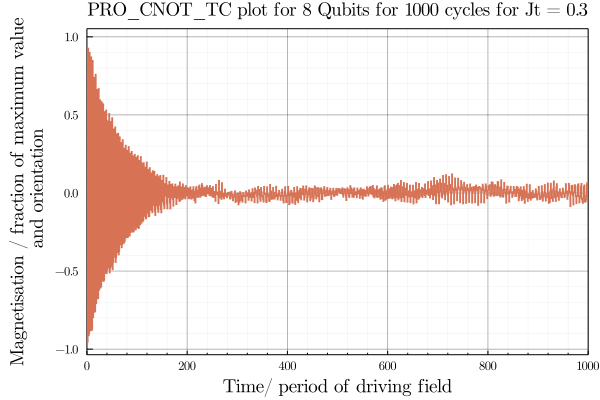 PRO_CNOT_TC plot for 8 Qubits for 1000 cycles for Jt = 0.3
Magnetisation / fraction of maximum value
and orientation
1.0
0.5
0.0
−0.5
−1.0
0 200 400 600 800 1000
Time/ period of driving field